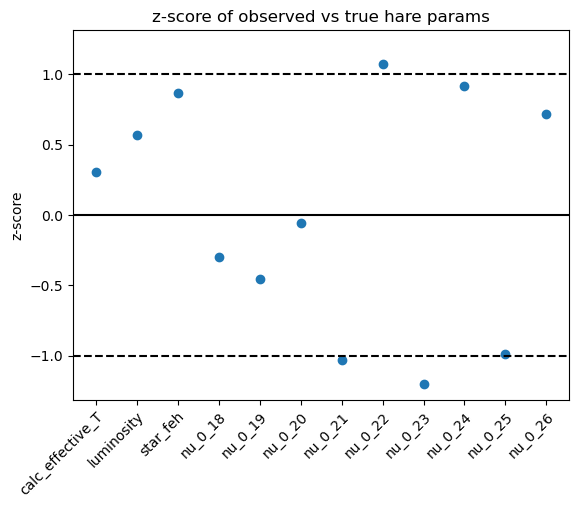 z-score of observed vs true hare params
z-score
1.0
0.5
0.0
−0.5
−1.0
calc_effective_T
luminosity
star_feh
nu_0_18
nu_0_19
nu_0_20
nu_0_21
nu_0_22
nu_0_23
nu_0_24
nu_0_25
nu_0_26